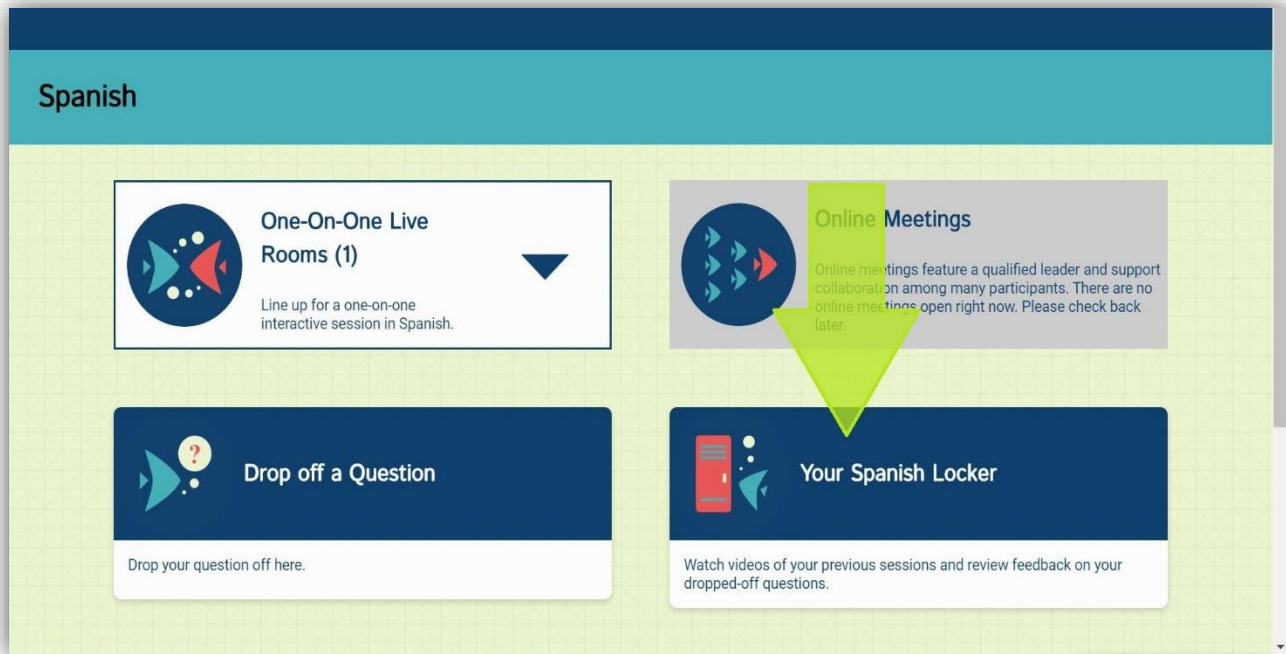 Spanish
One-On-One Live
Rooms (1)
Line up for a one-on-one
interactive session in Spanish.
Online Meetings
Online meetings feature a qualified leader and support
collaboration among many participants. There are no
online meetings open right now. Please check back
later.
?
Drop off a Question
Drop your question off here.
Your Spanish Locker
Watch videos of your previous sessions and review feedback on your
dropped-off questions.